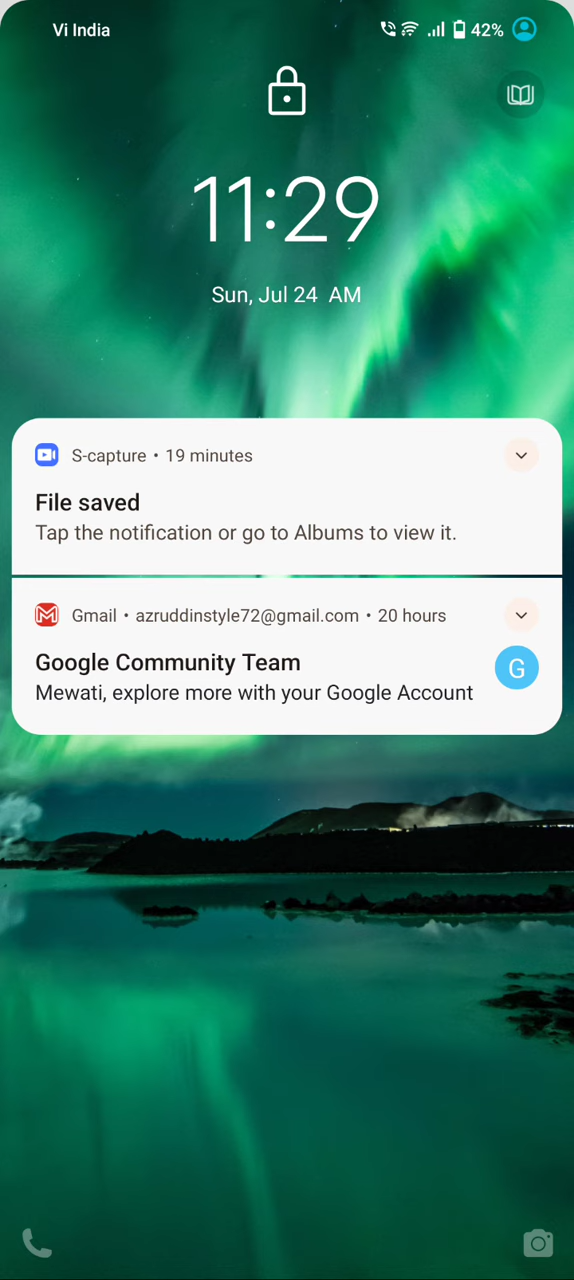 Vi India
42%
11:29
Sun, Jul 24 AM
S-capture • 19 minutes
File saved
Tap the notification or go to Albums to view it.
Gmail • azruddinstyle72@gmail.com • 20 hours
Google Community Team
G
Mewati, explore more with your Google Account